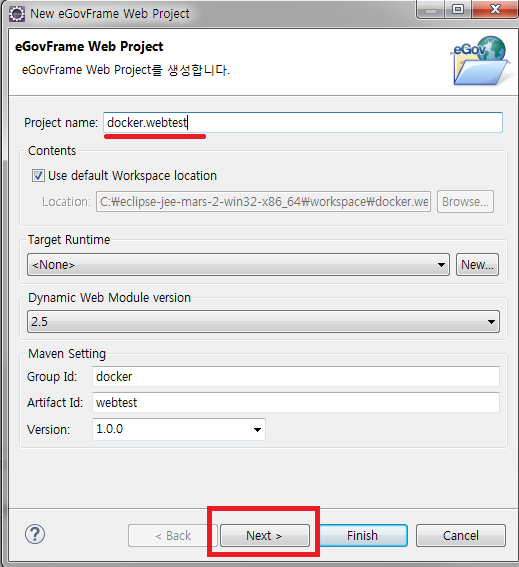 New eGovFrame Web Project
eGovFrame Web Project
eGovFrame Web Project를 생성합니다.
eGov
Project name: docker.webtest
Contents
Use default Workspace location
Location: C:₩eclipse-jee-mars-2-win32-x86_64₩workspace₩docker.we Browse...
Target Runtime
<None> New...
Dynamic Web Module version
2.5
Maven Setting
Group Id: docker
Artifact Id: webtest
Version: 1.0.0
? < Back Next > Finish Cancel